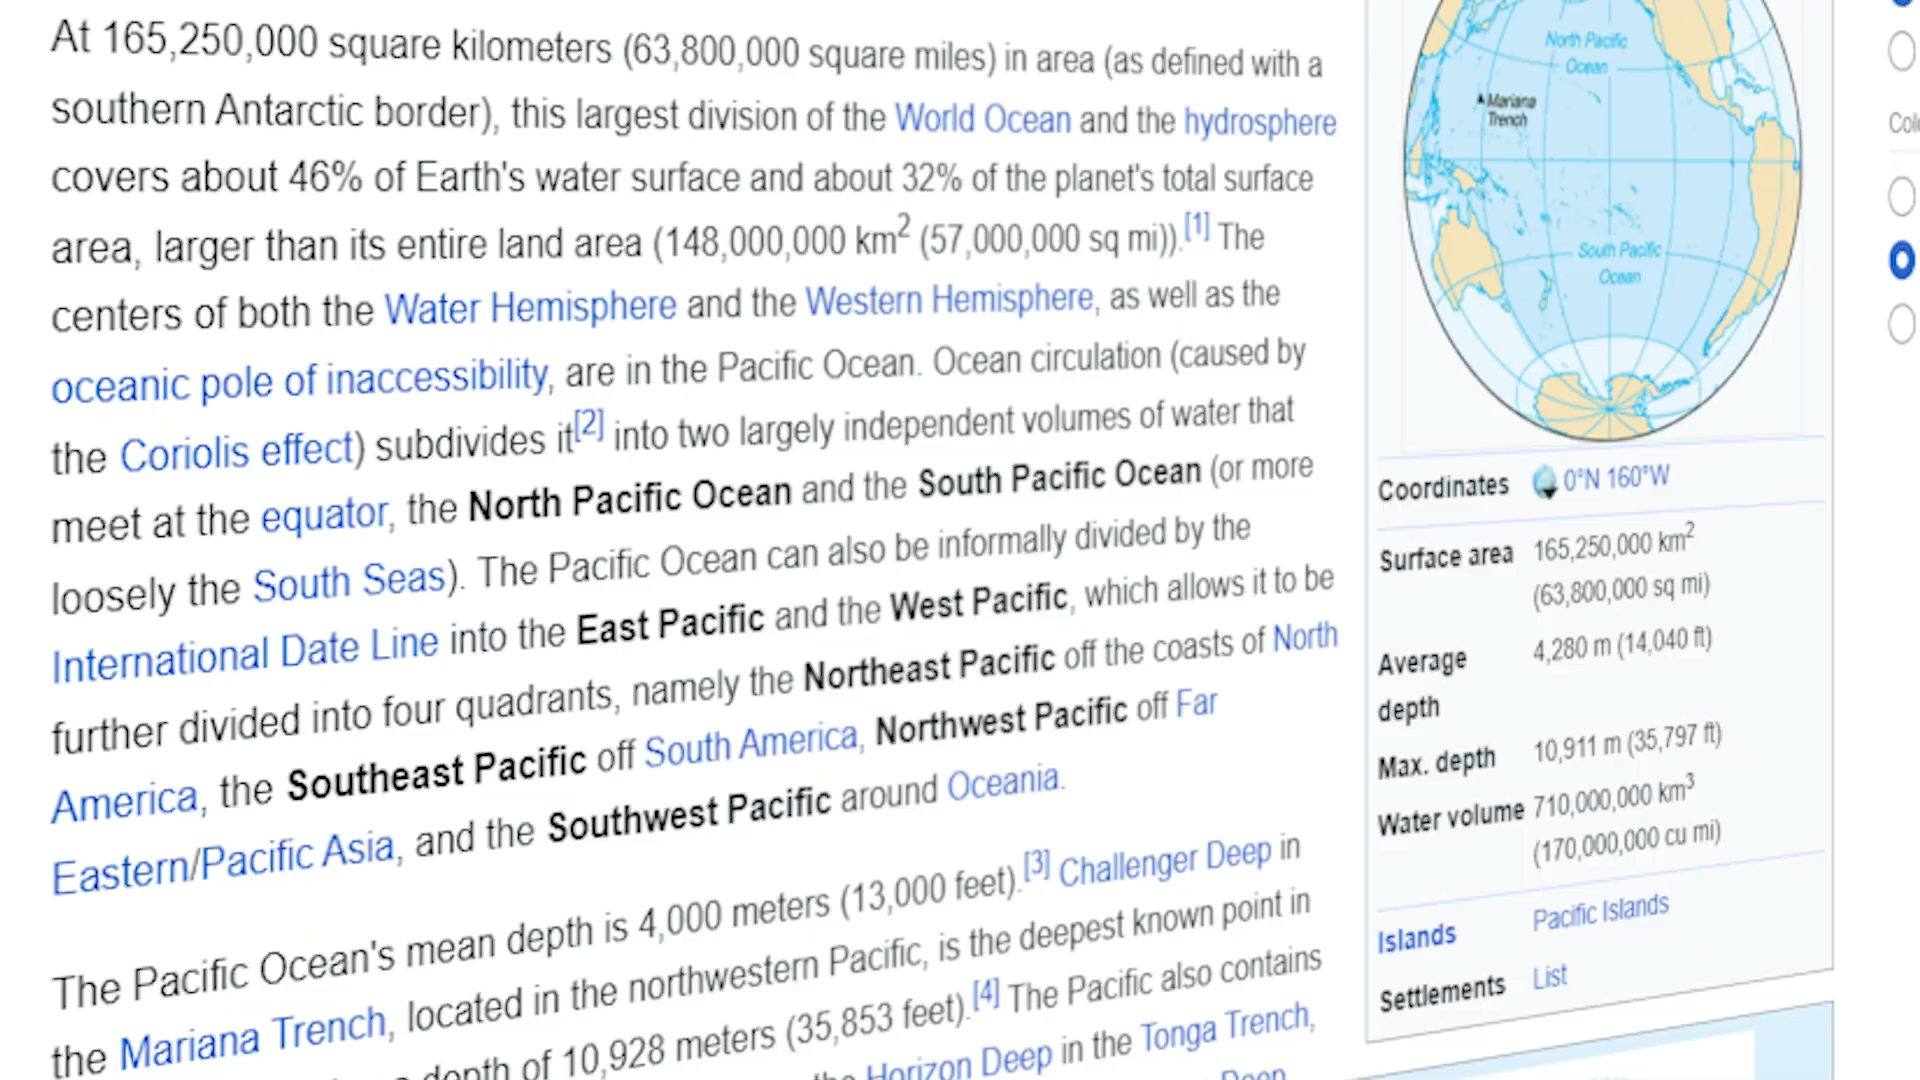 At 165,250,000 square kilometers (63,800,000 square miles) in area (as defined with a
southern Antarctic border), this largest division of the World Ocean and the hydrosphere
covers about 46% of Earth's water surface and about 32% of the planet's total surface
area, larger than its entire land area (148,000,000 km² (57,000,000 sq mi)).[1] The
centers of both the Water Hemisphere and the Western Hemisphere, as well as the
oceanic pole of inaccessibility, are in the Pacific Ocean. Ocean circulation (caused by
the Coriolis effect) subdivides it[2] into two largely independent volumes of water that
meet at the equator, the North Pacific Ocean and the South Pacific Ocean (or more
loosely the South Seas). The Pacific Ocean can also be informally divided by the
International Date Line into the East Pacific and the West Pacific, which allows it to be
further divided into four quadrants, namely the Northeast Pacific off the coasts of North
America, the Southeast Pacific off South America, Northwest Pacific off Far
Eastern/Pacific Asia, and the Southwest Pacific around Oceania.
The Pacific Ocean's mean depth is 4,000 meters (13,000 feet).[3] Challenger Deep in
the Mariana Trench, located in the northwestern Pacific, is the deepest known point in
depth of 10,928 meters (35,853 feet).[4] The Pacific also contains
the Horizon Deep in the Tonga Trench,
Deep
North Pacific
Ocean
Mariana
Trench
South Pacific
Ocean
Coordinates 0°N 160°W
Surface area 165,250,000 km²
(63,800,000 sq mi)
Average depth 4,280 m (14,040 ft)
Max. depth 10,911 m (35,797 ft)
Water volume 710,000,000 km³
(170,000,000 cu mi)
Islands Pacific Islands
Settlements List